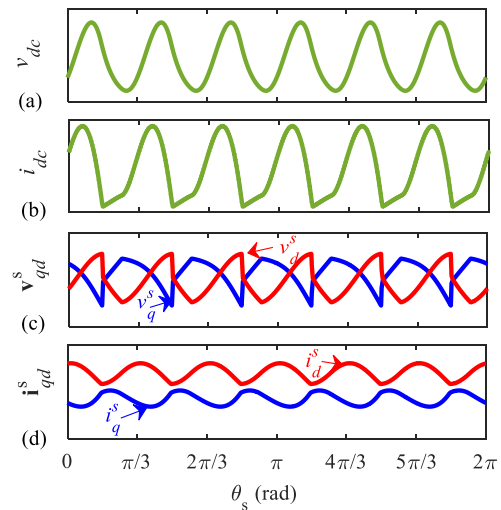 v_dc
(a)
i_dc
(b)
v^s_qd
v^s_d
v^s_q
(c)
i^s_qd
i^s_d
i^s_q
(d)
0 π/3 2π/3 π 4π/3 5π/3 2π
θ_s (rad)